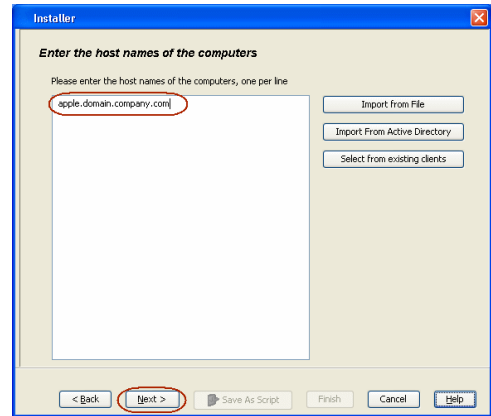 Installer
Enter the host names of the computers
Please enter the host names of the computers, one per line
apple.domain.company.com
Import from File
Import From Active Directory
Select from existing clients
< Back Next > Save As Script Finish Cancel Help